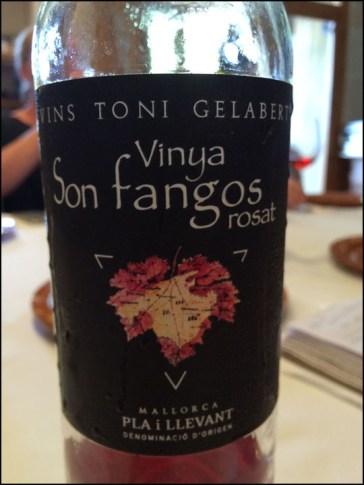 VINS TONI GELABERT
Vinya
Son fangos
rosat
MALLORCA
PLA i LLEVANT
DENOMINACIÓ D'ORIGEN